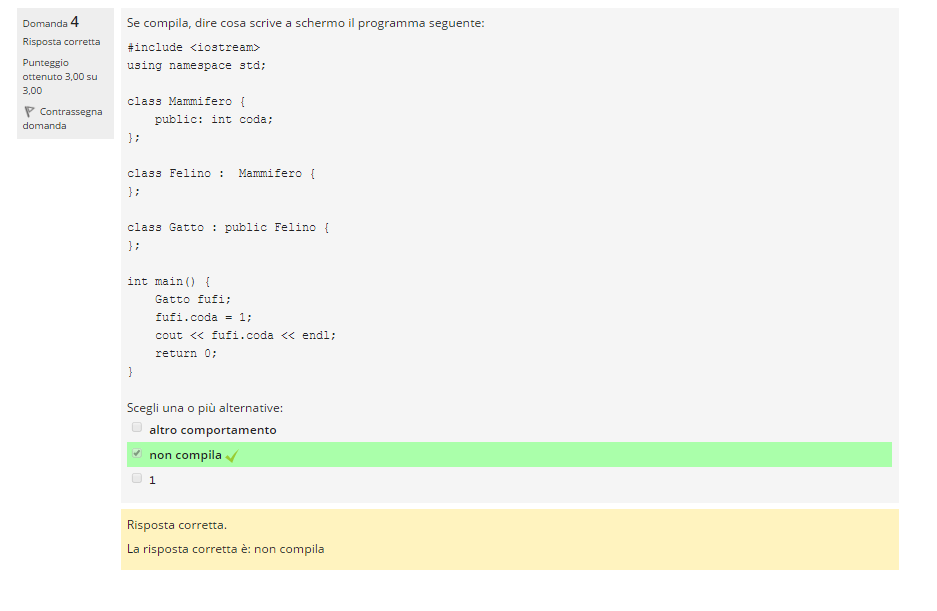 Domanda 4
Risposta corretta
Punteggio
ottenuto 3,00 su
3,00
Contrassegna
domanda
Se compila, dire cosa scrive a schermo il programma seguente:
#include <iostream>
using namespace std;
class Mammifero {
    public: int coda;
};
class Felino :  Mammifero {
};
class Gatto : public Felino {
};
int main() {
    Gatto fufi;
    fufi.coda = 1;
    cout << fufi.coda << endl;
    return 0;
}
Scegli una o più alternative:
altro comportamento
non compila
1
Risposta corretta.
La risposta corretta è: non compila